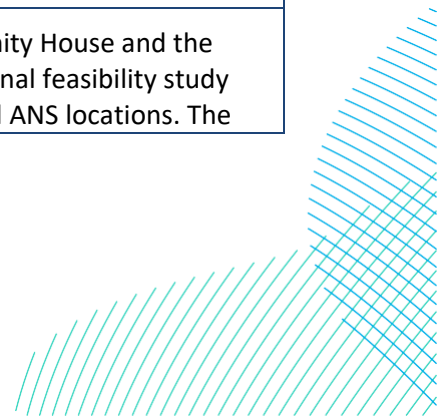 nity House and the
nal feasibility study
ANS locations. The